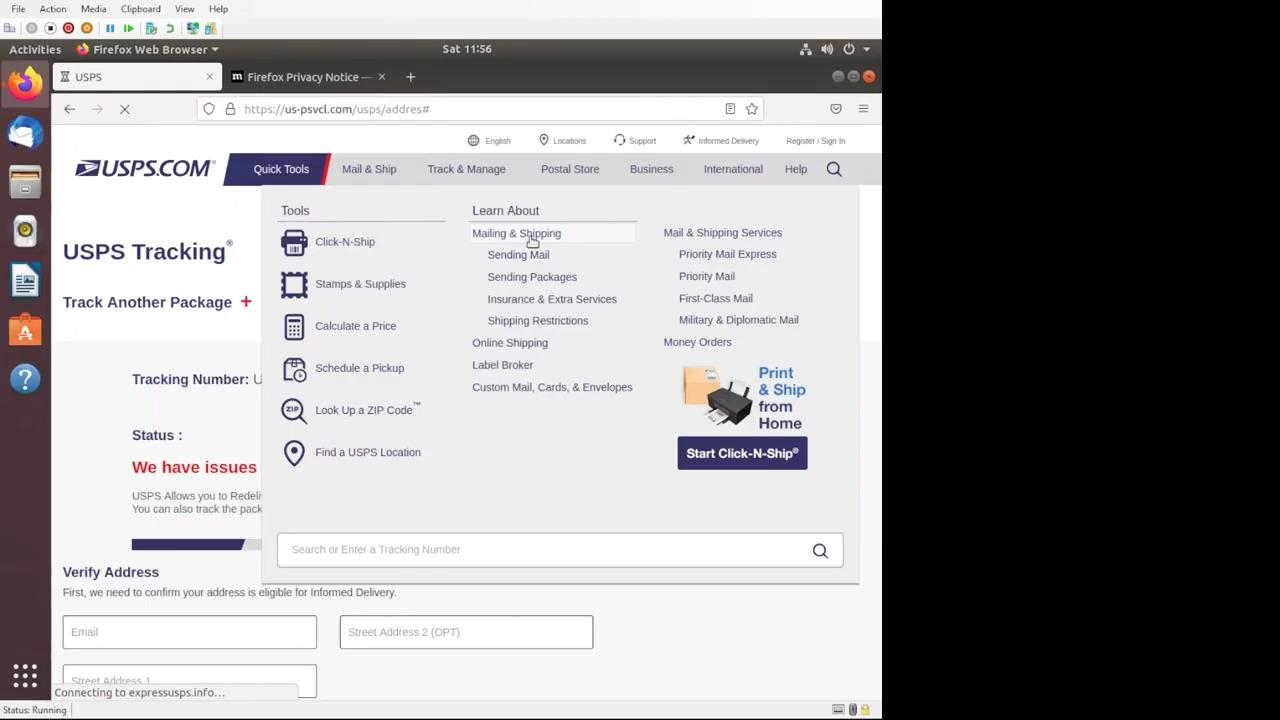 File Action Media Clipboard View Help
Activities Firefox Web Browser Sat 11:56
USPS Firefox Privacy Notice —
https://us-psvcl.com/usps/addres#
English Locations Support Informed Delivery Register / Sign In
USPS.COM Quick Tools Mail & Ship Track & Manage Postal Store Business International Help
Tools
Click-N-Ship
Stamps & Supplies
Calculate a Price
Schedule a Pickup
ZIP Look Up a ZIP Code™
Find a USPS Location
Learn About
Mailing & Shipping
Sending Mail
Sending Packages
Insurance & Extra Services
Shipping Restrictions
Online Shipping
Label Broker
Custom Mail, Cards, & Envelopes
Mail & Shipping Services
Priority Mail Express
Priority Mail
First-Class Mail
Military & Diplomatic Mail
Money Orders
Print
& Ship
from
Home
Start Click-N-Ship®
Search or Enter a Tracking Number
USPS Tracking®
Track Another Package +
Tracking Number: U
Status :
We have issues
USPS Allows you to Redeli
You can also track the pack
Verify Address
First, we need to confirm your address is eligible for Informed Delivery.
Email Street Address 2 (OPT)
Street Address 1
Connecting to expressusps.info…
Status: Running